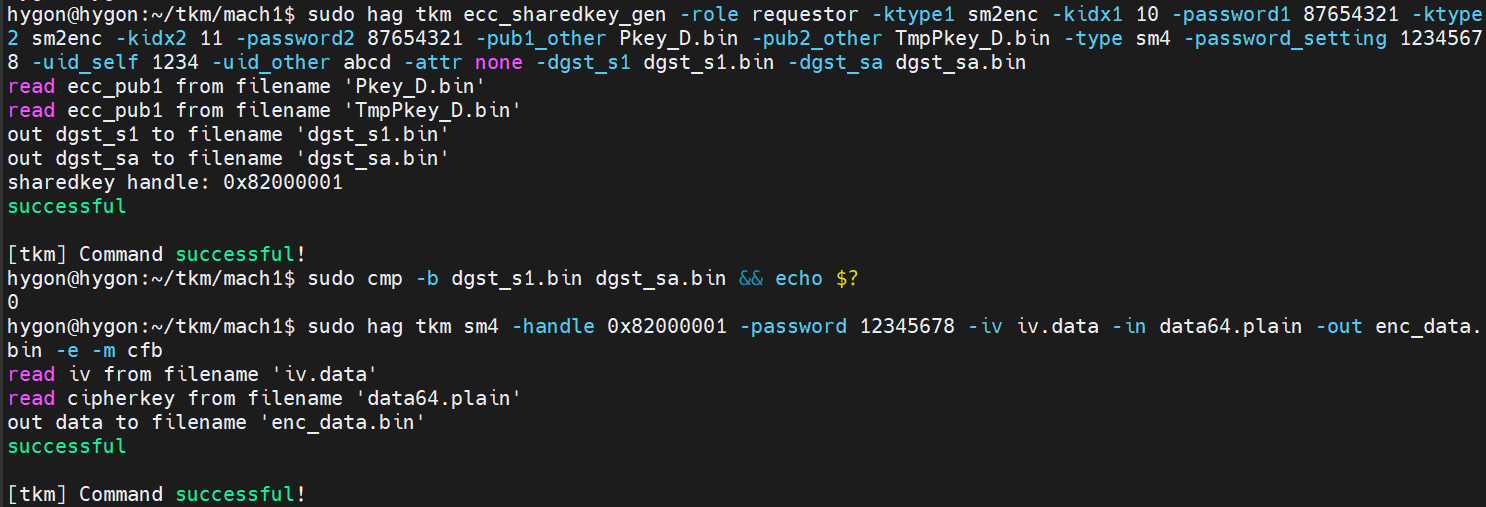 hygon@hygon:~/tkm/mach1$ sudo hag tkm ecc_sharedkey_gen -role requestor -ktype1 sm2enc -kidx1 10 -password1 87654321 -ktype
2 sm2enc -kidx2 11 -password2 87654321 -pub1_other Pkey_D.bin -pub2_other TmpPkey_D.bin -type sm4 -password_setting 1234567
8 -uid_self 1234 -uid_other abcd -attr none -dgst_s1 dgst_s1.bin -dgst_sa dgst_sa.bin
read ecc_pub1 from filename 'Pkey_D.bin'
read ecc_pub1 from filename 'TmpPkey_D.bin'
out dgst_s1 to filename 'dgst_s1.bin'
out dgst_sa to filename 'dgst_sa.bin'
sharedkey handle: 0x82000001
successful
[tkm] Command successful!
hygon@hygon:~/tkm/mach1$ sudo cmp -b dgst_s1.bin dgst_sa.bin && echo $?
0
hygon@hygon:~/tkm/mach1$ sudo hag tkm sm4 -handle 0x82000001 -password 12345678 -iv iv.data -in data64.plain -out enc_data.
bin -e -m cfb
read iv from filename 'iv.data'
read cipherkey from filename 'data64.plain'
out data to filename 'enc_data.bin'
successful
[tkm] Command successful!